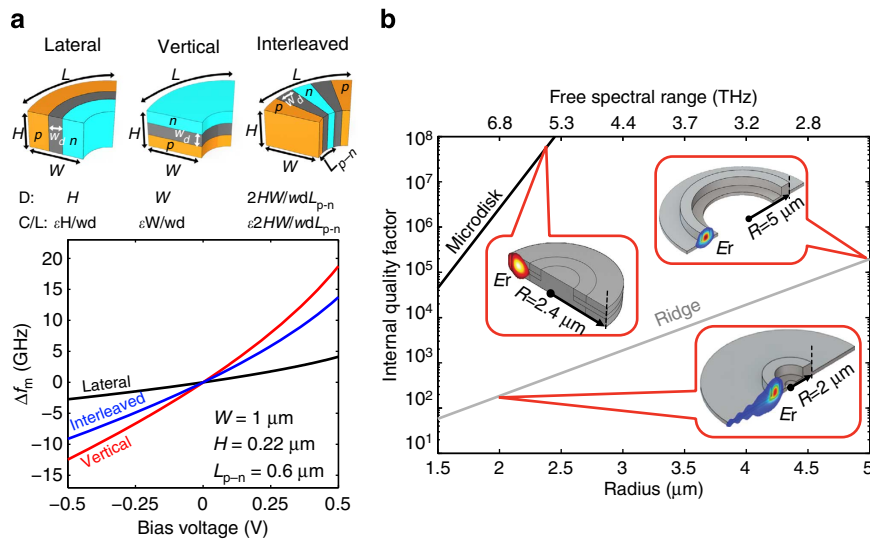 a
Lateral Vertical Interleaved
L L L
H p w_d n W
H n w_d p W
H p w_d n p W L_p–n
D: H W 2HW/wdL_p-n
C/L: εH/wd εW/wd ε2HW/wdL_p-n
Δf_m (GHz)
20
15
10
5
0
−5
−10
−15
Lateral
Interleaved
Vertical
W = 1 μm
H = 0.22 μm
L_p–n = 0.6 μm
−0.5 −0.25 0 0.25 0.5
Bias voltage (V)
b
Free spectral range (THz)
6.8 5.3 4.4 3.7 3.2 2.8
Internal quality factor
10^8
10^7
10^6
10^5
10^4
10^3
10^2
10^1
Microdisk
Er
R=2.4 μm
Er
R=5 μm
Ridge
Er
R=2 μm
1.5 2 2.5 3 3.5 4 4.5 5
Radius (μm)